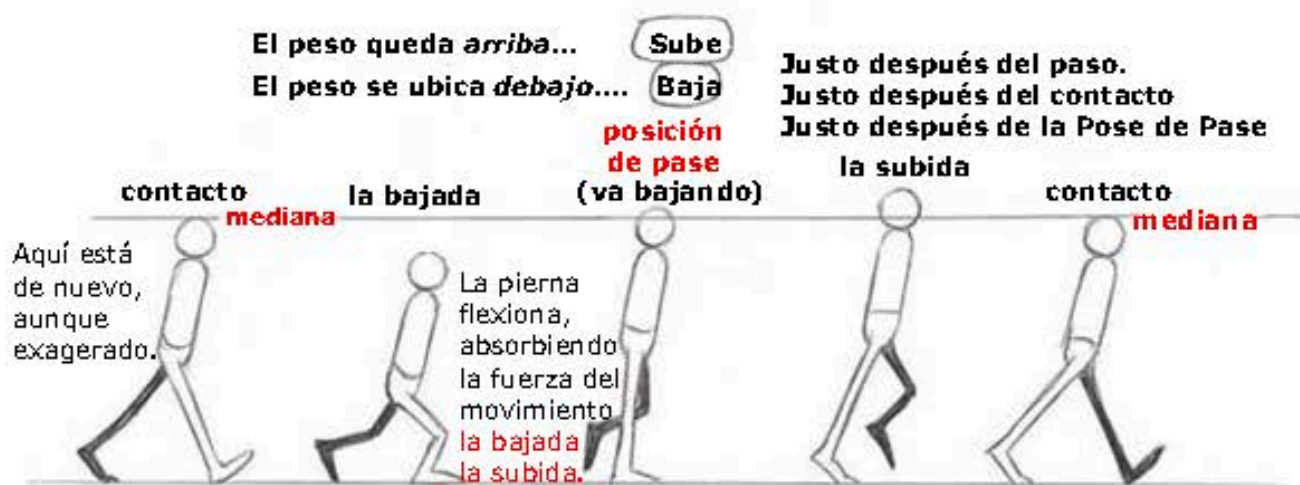 El peso queda arriba... Sube
El peso se ubica debajo.... Baja
Justo después del paso.
Justo después del contacto
Justo después de la Pose de Pase
posición
de pase
(va bajando)
contacto
mediana
la bajada
la subida
contacto
mediana
Aquí está
de nuevo,
aunque
exagerado.
La pierna
flexiona,
absorbiendo
la fuerza del
movimiento
la bajada
la subida.